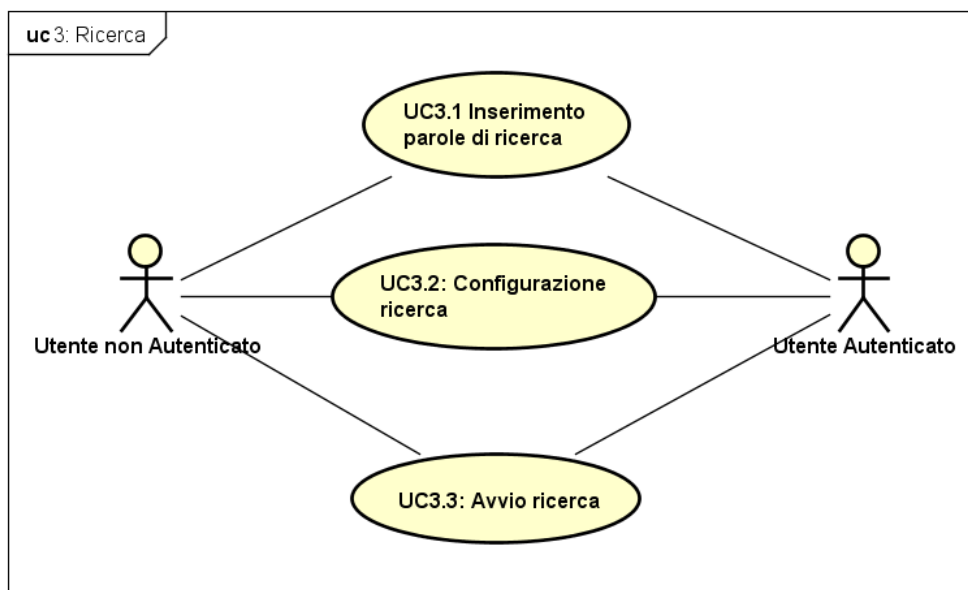 uc 3: Ricerca
UC3.1 Inserimento
parole di ricerca
UC3.2: Configurazione
ricerca
Utente non Autenticato
Utente Autenticato
UC3.3: Avvio ricerca